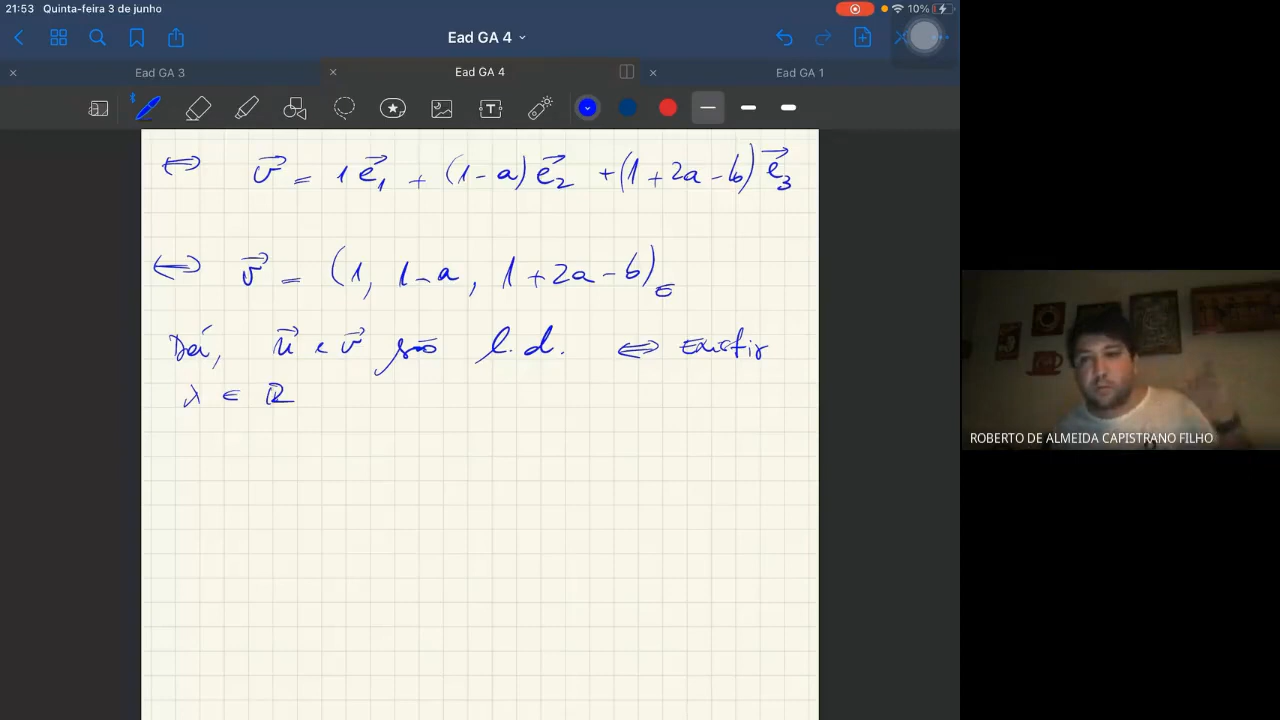 21:53 Quinta-feira 3 de junho
10%
Ead GA 4
Ead GA 3
Ead GA 4
Ead GA 1
⇔ v⃗ = 1 e⃗₁ + (1-a) e⃗₂ + (1+2a-b) e⃗₃
⇔ v⃗ = (1, 1-a, 1+2a-b)
Daí, u⃗ e v⃗ são l.d. ⇔ Existir
λ ∈ ℝ
ROBERTO DE ALMEIDA CAPISTRANO FILHO